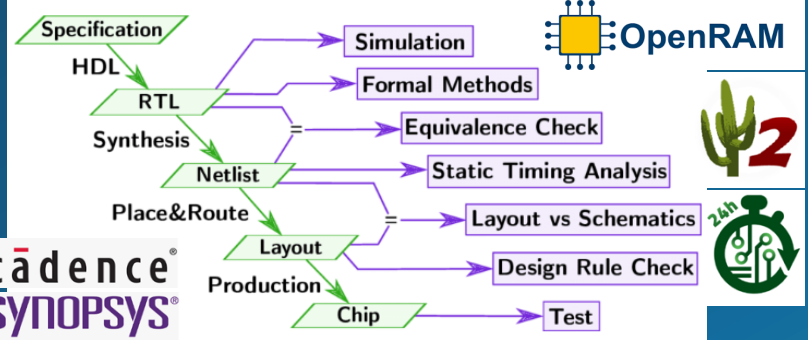 Specification
Simulation
OpenRAM
HDL
Formal Methods
RTL
=
Equivalence Check
2
Synthesis
Netlist
Static Timing Analysis
Place&Route
=
Layout vs Schematics
24h
Layout
cādence®
Design Rule Check
Production
synopsys®
Chip
Test